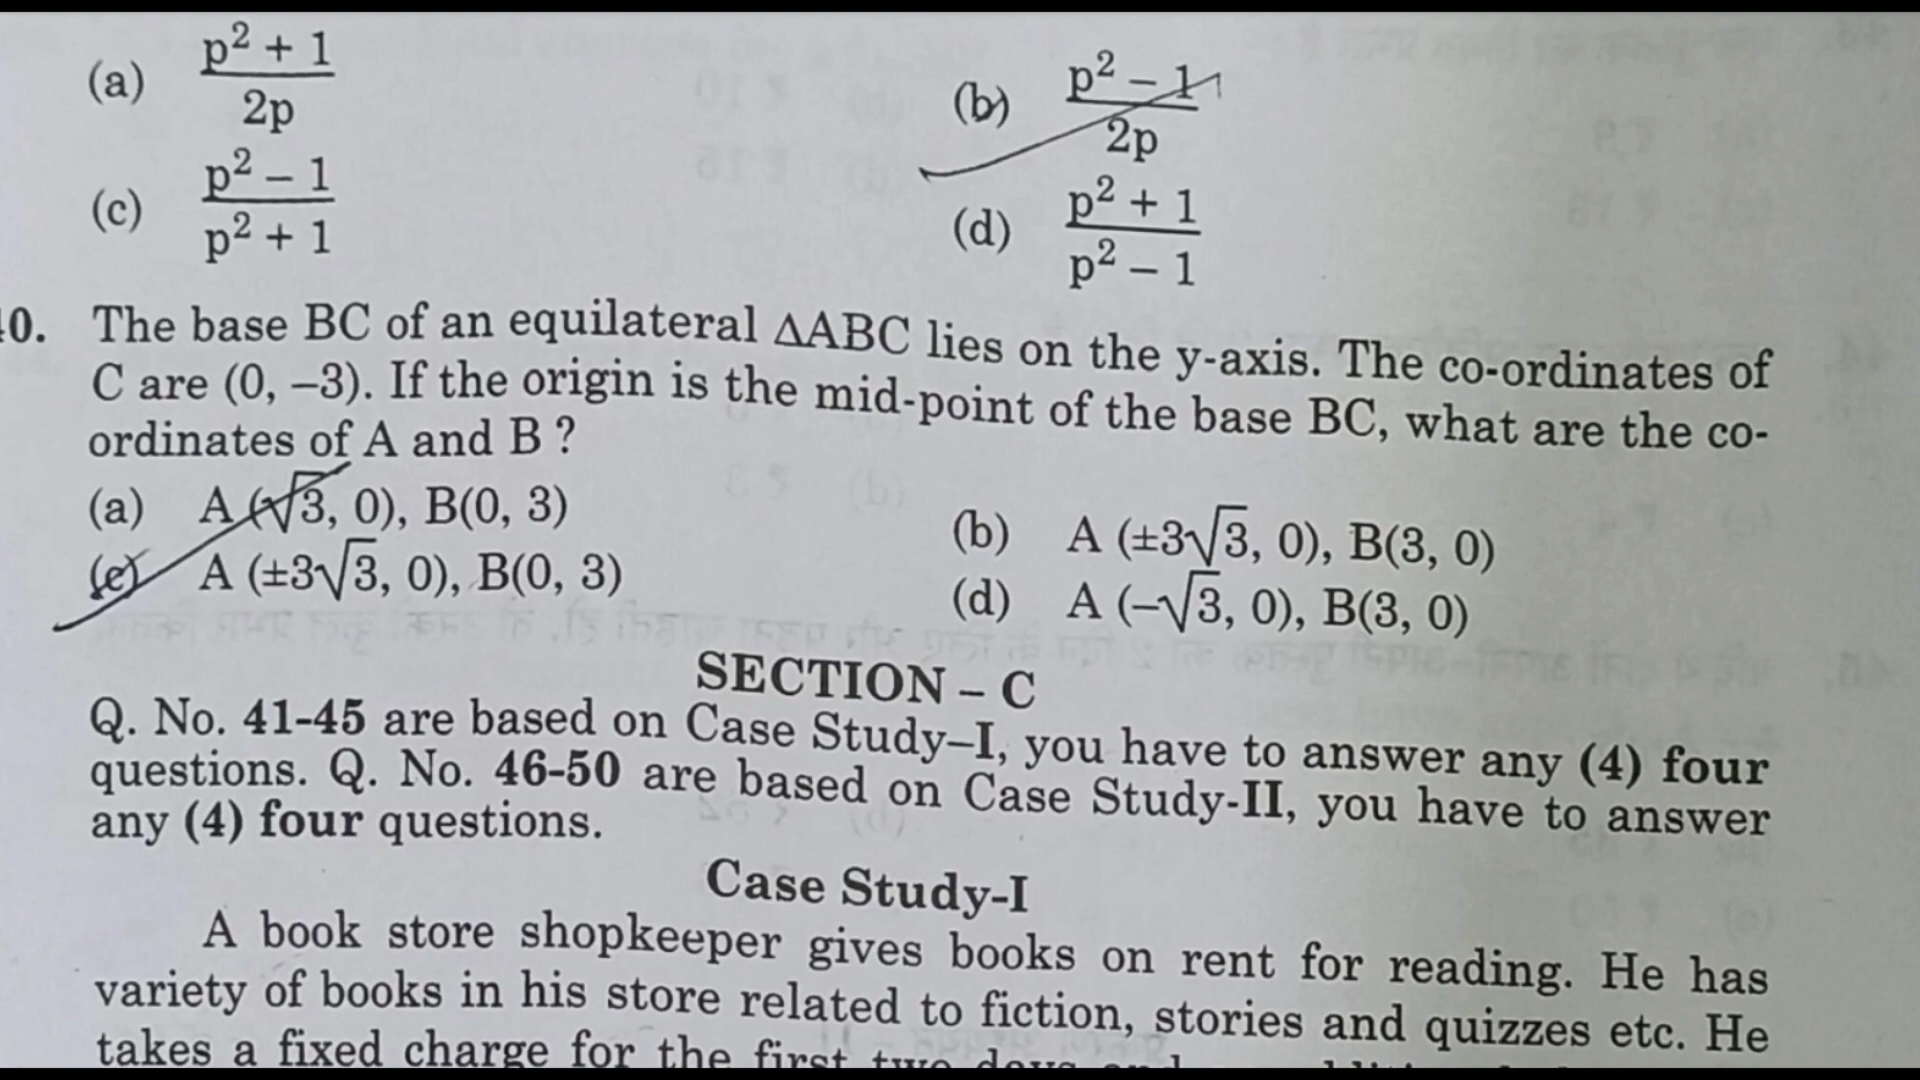 (a) p² + 1 / 2p
(b) p² – 1 / 2p
(c) p² – 1 / p² + 1
(d) p² + 1 / p² – 1
0. The base BC of an equilateral ΔABC lies on the y-axis. The co-ordinates of
C are (0, –3). If the origin is the mid-point of the base BC, what are the co-
ordinates of A and B ?
(a) A (√3, 0), B(0, 3)
(b) A (±3√3, 0), B(3, 0)
(c) A (±3√3, 0), B(0, 3)
(d) A (–√3, 0), B(3, 0)
SECTION – C
Q. No. 41-45 are based on Case Study–I, you have to answer any (4) four
questions. Q. No. 46-50 are based on Case Study-II, you have to answer
any (4) four questions.
Case Study-I
A book store shopkeeper gives books on rent for reading. He has
variety of books in his store related to fiction, stories and quizzes etc. He
takes a fixed charge for the first two days and